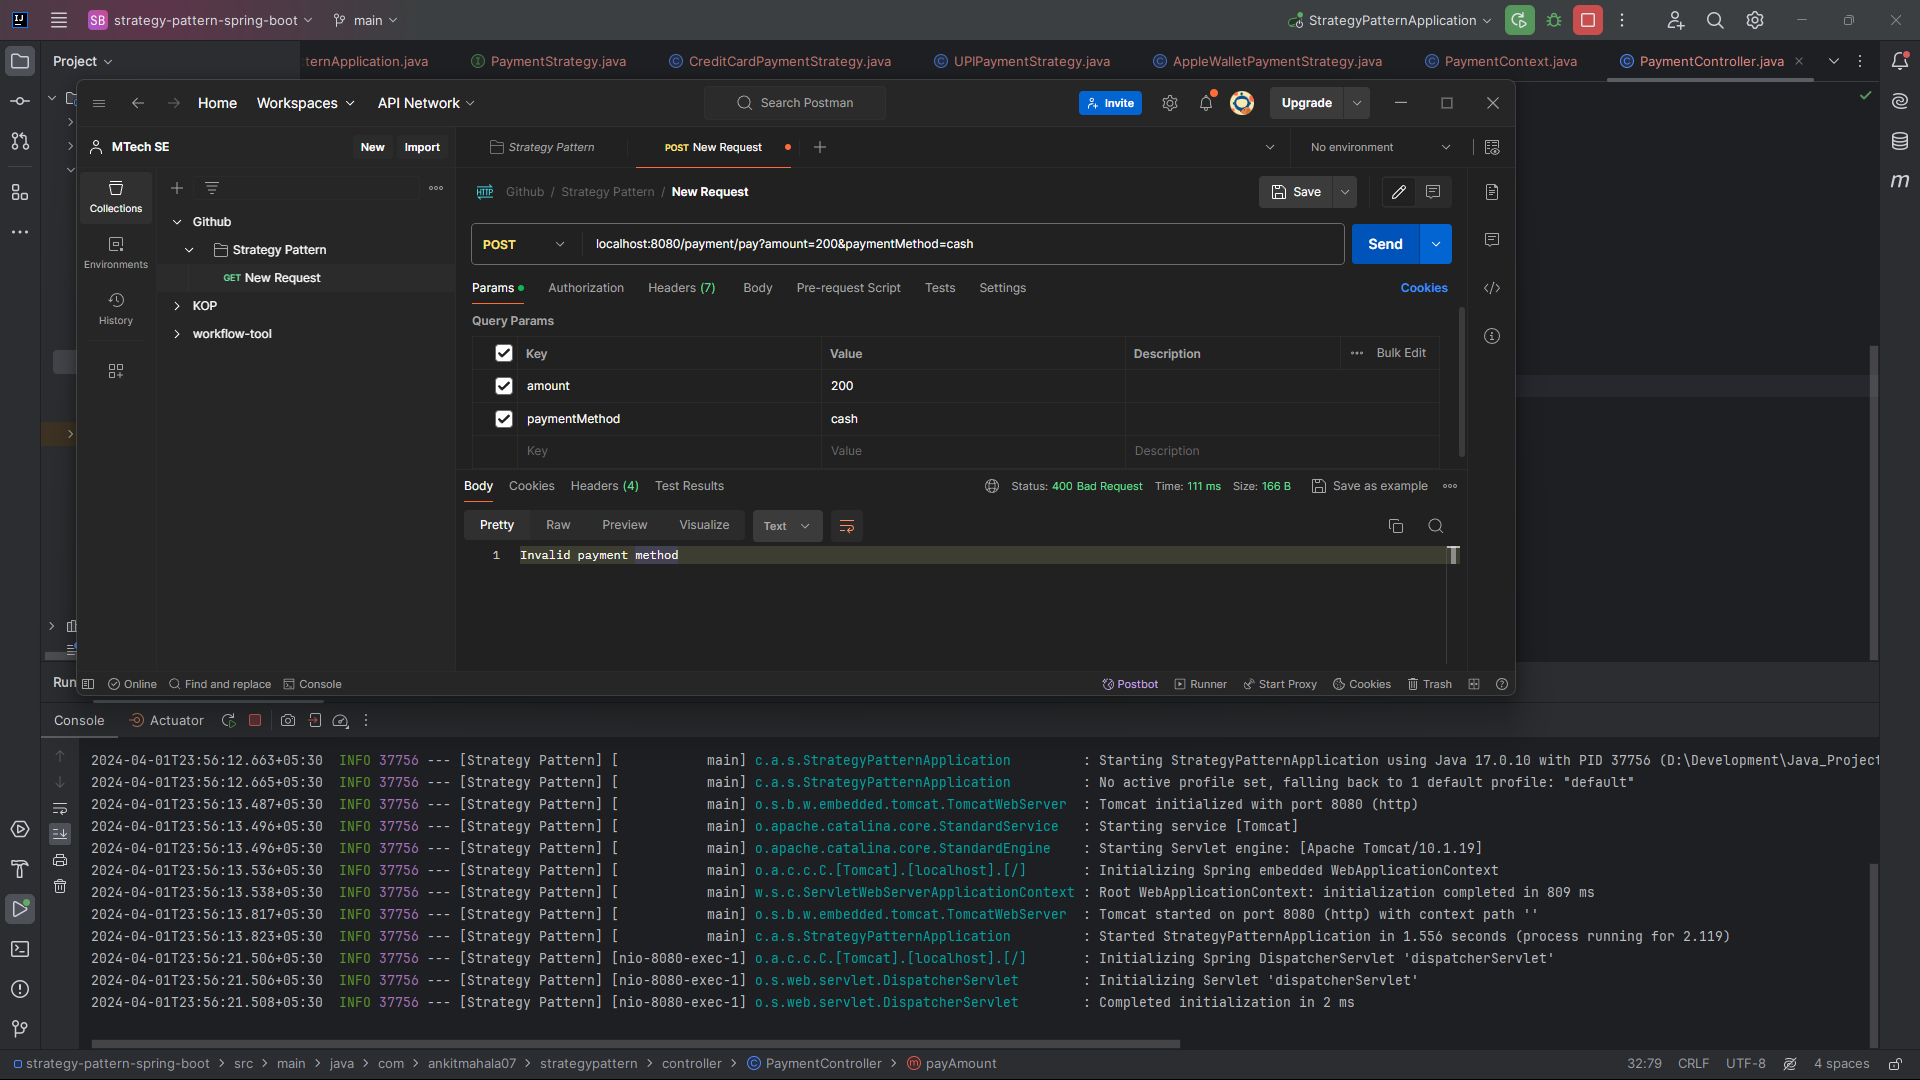 SB strategy-pattern-spring-boot main StrategyPatternApplication
Project
ternApplication.java PaymentStrategy.java CreditCardPaymentStrategy.java UPIPaymentStrategy.java AppleWalletPaymentStrategy.java PaymentContext.java PaymentController.java
Home Workspaces API Network Search Postman Invite Upgrade
MTech SE New Import
Strategy Pattern POST New Request No environment
Collections
Environments
History
Github
Strategy Pattern
GET New Request
KOP
workflow-tool
HTTP Github / Strategy Pattern / New Request Save
POST localhost:8080/payment/pay?amount=200&paymentMethod=cash Send
Params Authorization Headers (7) Body Pre-request Script Tests Settings Cookies
Query Params
Key Value Description Bulk Edit
amount 200
paymentMethod cash
Key Value Description
Body Cookies Headers (4) Test Results Status: 400 Bad Request Time: 111 ms Size: 166 B Save as example
Pretty Raw Preview Visualize Text
1 Invalid payment method
Run Online Find and replace Console Postbot Runner Start Proxy Cookies Trash
Console Actuator
2024-04-01T23:56:12.663+05:30 INFO 37756 --- [Strategy Pattern] [ main] c.a.s.StrategyPatternApplication : Starting StrategyPatternApplication using Java 17.0.10 with PID 37756 (D:\Development\Java_Project
2024-04-01T23:56:12.665+05:30 INFO 37756 --- [Strategy Pattern] [ main] c.a.s.StrategyPatternApplication : No active profile set, falling back to 1 default profile: "default"
2024-04-01T23:56:13.487+05:30 INFO 37756 --- [Strategy Pattern] [ main] o.s.b.w.embedded.tomcat.TomcatWebServer : Tomcat initialized with port 8080 (http)
2024-04-01T23:56:13.496+05:30 INFO 37756 --- [Strategy Pattern] [ main] o.apache.catalina.core.StandardService : Starting service [Tomcat]
2024-04-01T23:56:13.496+05:30 INFO 37756 --- [Strategy Pattern] [ main] o.apache.catalina.core.StandardEngine : Starting Servlet engine: [Apache Tomcat/10.1.19]
2024-04-01T23:56:13.536+05:30 INFO 37756 --- [Strategy Pattern] [ main] o.a.c.c.C.[Tomcat].[localhost].[/] : Initializing Spring embedded WebApplicationContext
2024-04-01T23:56:13.538+05:30 INFO 37756 --- [Strategy Pattern] [ main] w.s.c.ServletWebServerApplicationContext : Root WebApplicationContext: initialization completed in 809 ms
2024-04-01T23:56:13.817+05:30 INFO 37756 --- [Strategy Pattern] [ main] o.s.b.w.embedded.tomcat.TomcatWebServer : Tomcat started on port 8080 (http) with context path ''
2024-04-01T23:56:13.823+05:30 INFO 37756 --- [Strategy Pattern] [ main] c.a.s.StrategyPatternApplication : Started StrategyPatternApplication in 1.556 seconds (process running for 2.119)
2024-04-01T23:56:21.506+05:30 INFO 37756 --- [Strategy Pattern] [nio-8080-exec-1] o.a.c.c.C.[Tomcat].[localhost].[/] : Initializing Spring DispatcherServlet 'dispatcherServlet'
2024-04-01T23:56:21.506+05:30 INFO 37756 --- [Strategy Pattern] [nio-8080-exec-1] o.s.web.servlet.DispatcherServlet : Initializing Servlet 'dispatcherServlet'
2024-04-01T23:56:21.508+05:30 INFO 37756 --- [Strategy Pattern] [nio-8080-exec-1] o.s.web.servlet.DispatcherServlet : Completed initialization in 2 ms
strategy-pattern-spring-boot > src > main > java > com > ankitmahala07 > strategypattern > controller > PaymentController > payAmount 32:79 CRLF UTF-8 4 spaces